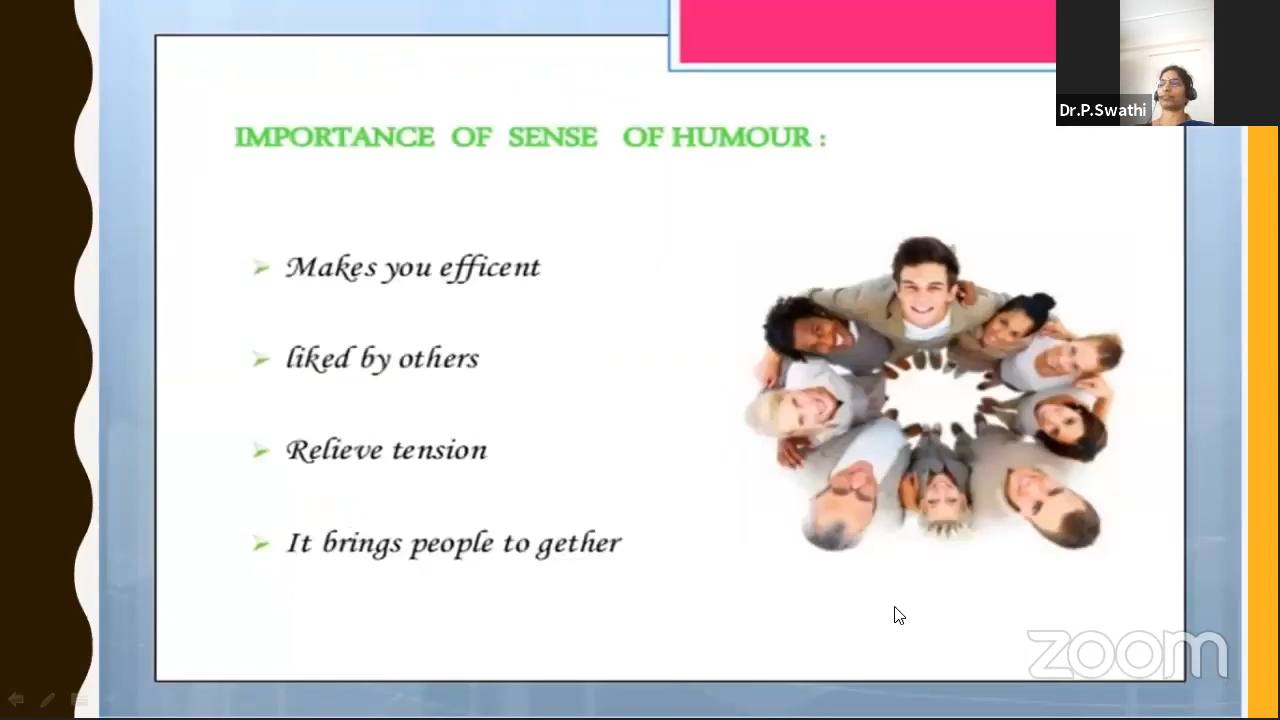 Dr.P.Swathi
IMPORTANCE OF SENSE OF HUMOUR :
Makes you efficent
liked by others
Relieve tension
It brings people to gether
zoom